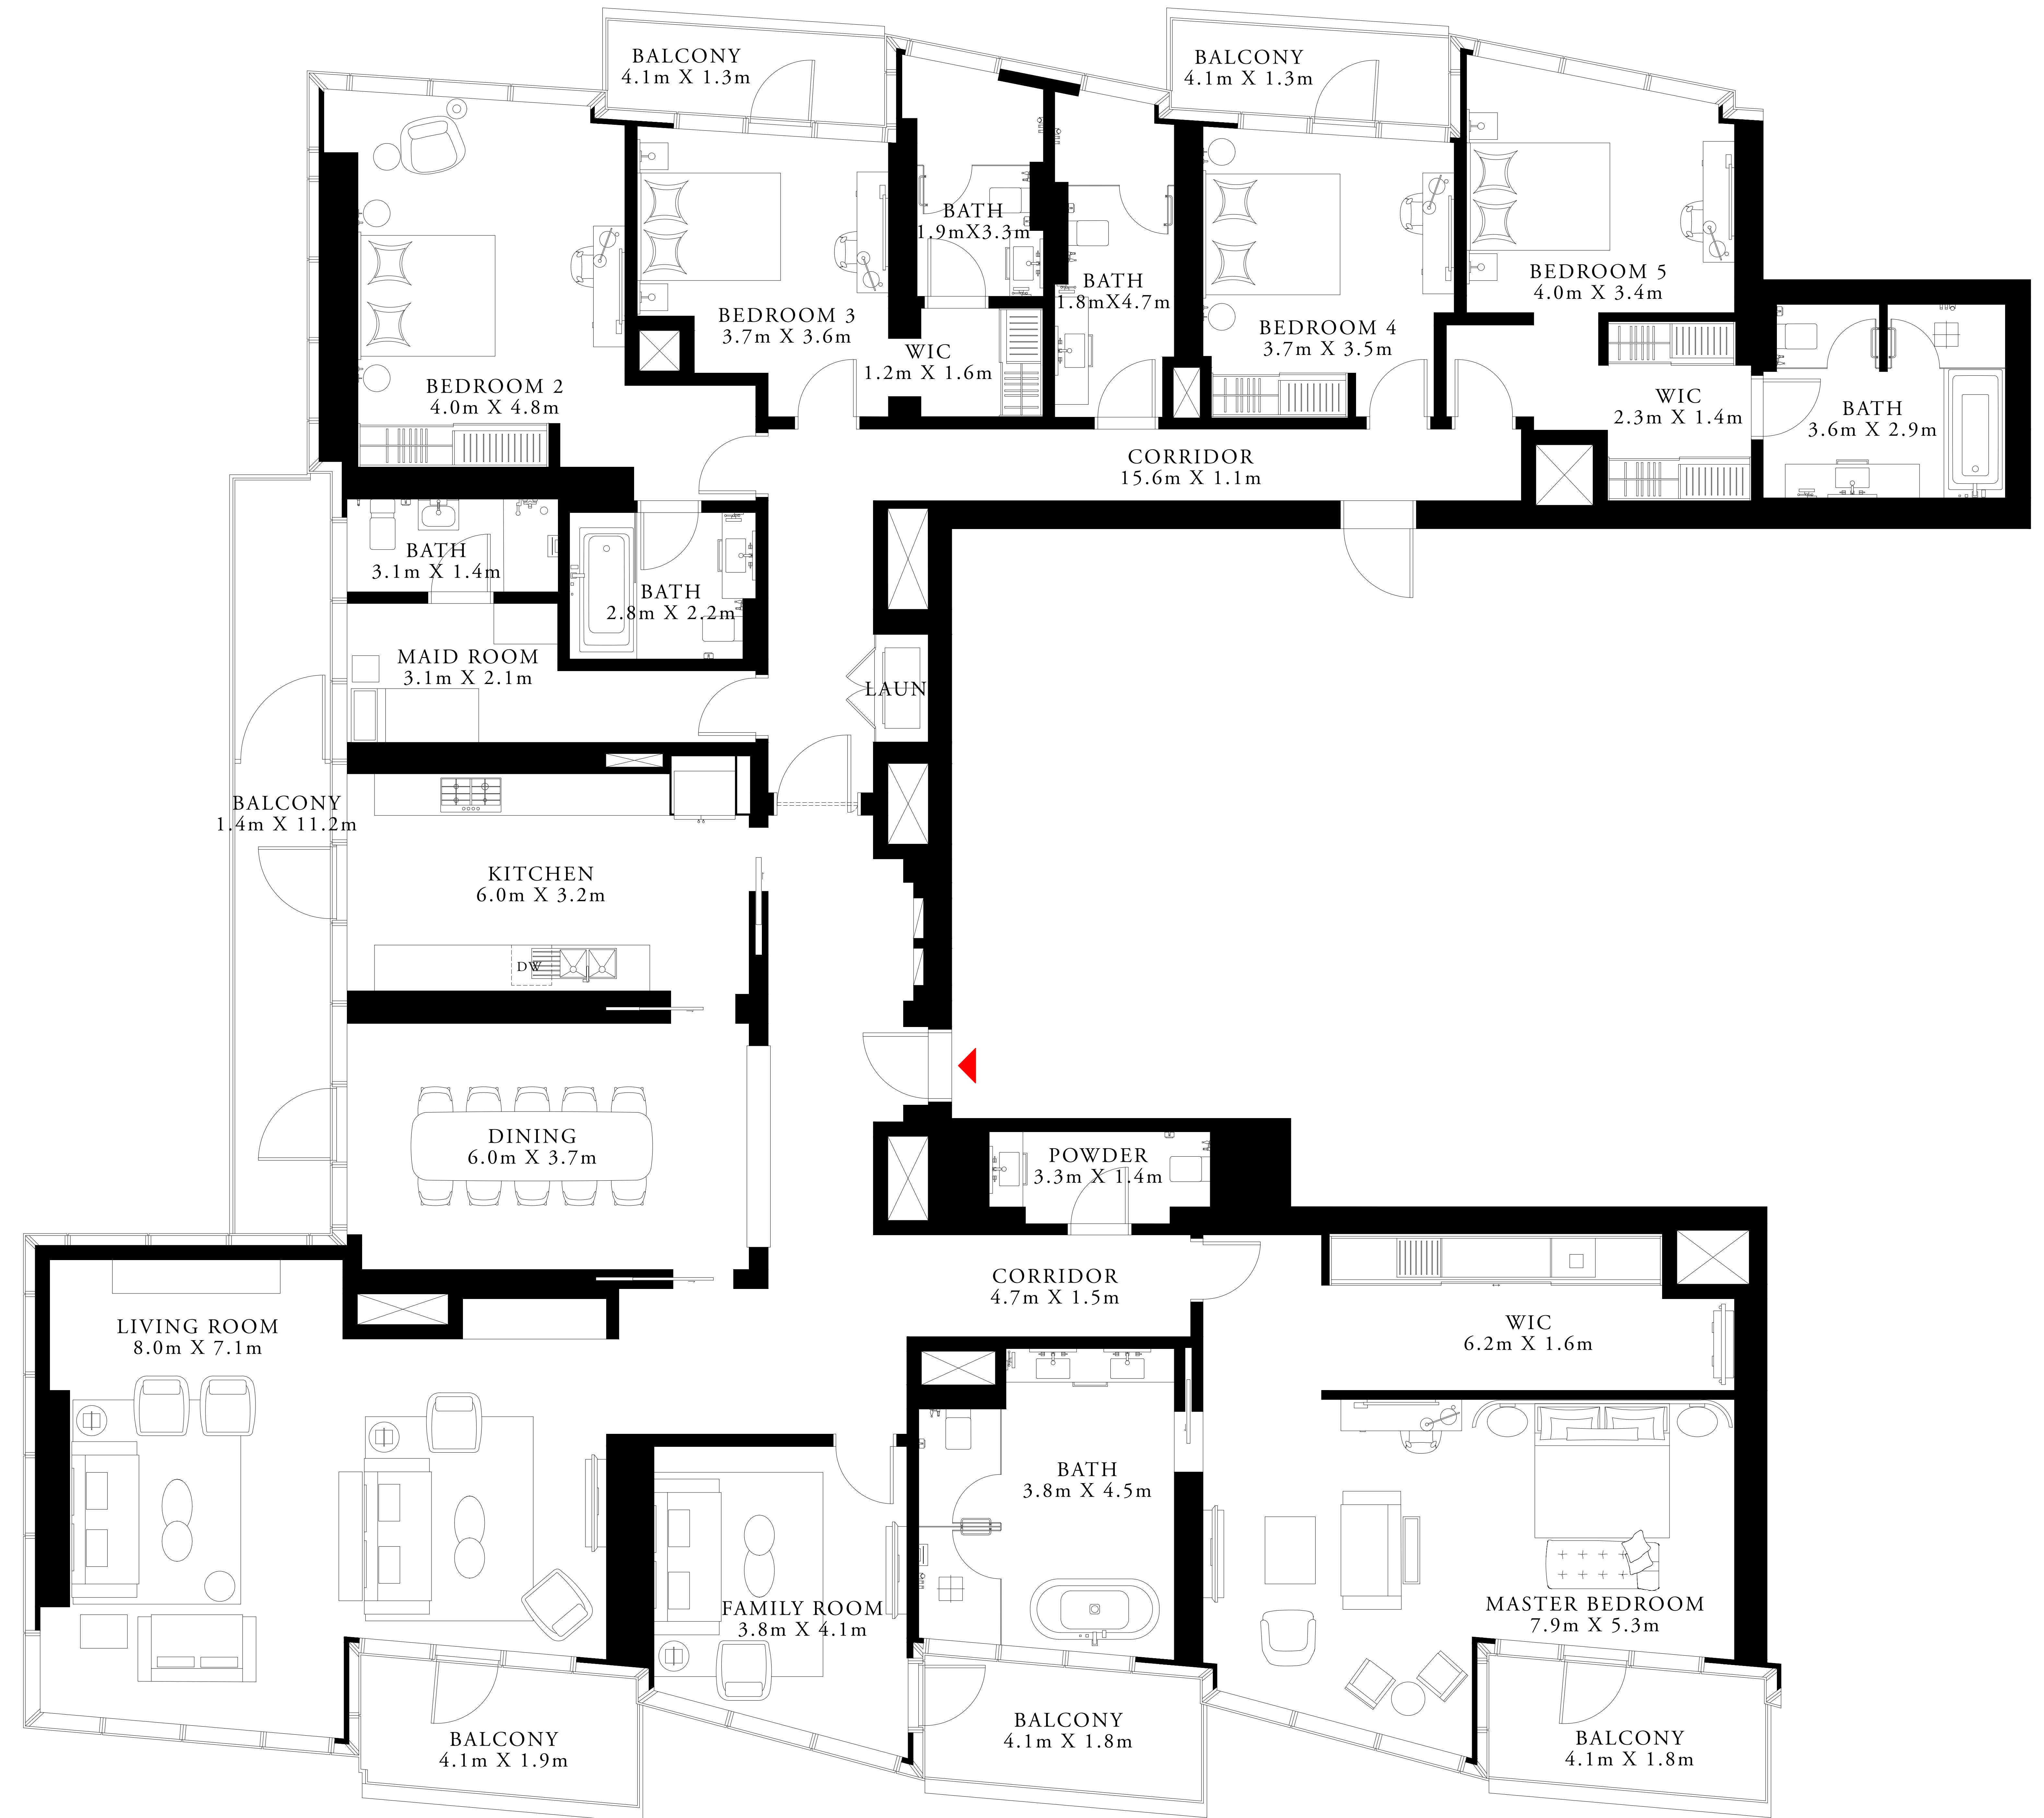 BALCONY
4.1m X 1.3m
BALCONY
4.1m X 1.3m
BATH
1.9mX3.3m
BATH
1.8mX4.7m
BEDROOM 5
4.0m X 3.4m
BEDROOM 3
3.7m X 3.6m
BEDROOM 4
3.7m X 3.5m
WIC
1.2m X 1.6m
BEDROOM 2
4.0m X 4.8m
WIC
2.3m X 1.4m
BATH
3.6m X 2.9m
CORRIDOR
15.6m X 1.1m
BATH
3.1m X 1.4m
BATH
2.8m X 2.2m
MAID ROOM
3.1m X 2.1m
LAUN
BALCONY
1.4m X 11.2m
KITCHEN
6.0m X 3.2m
DW
DINING
6.0m X 3.7m
POWDER
3.3m X 1.4m
CORRIDOR
4.7m X 1.5m
LIVING ROOM
8.0m X 7.1m
WIC
6.2m X 1.6m
BATH
3.8m X 4.5m
FAMILY ROOM
3.8m X 4.1m
MASTER BEDROOM
7.9m X 5.3m
BALCONY
4.1m X 1.9m
BALCONY
4.1m X 1.8m
BALCONY
4.1m X 1.8m